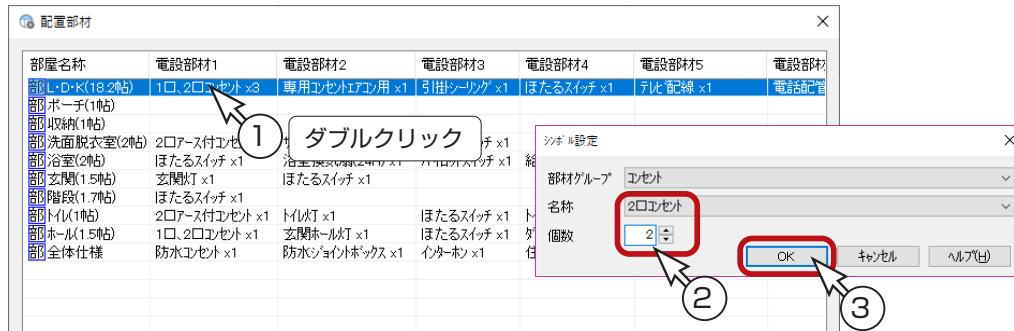 配置部材
部屋名称 電設部材1 電設部材2 電設部材3 電設部材4 電設部材5 電設部材
部 L・D・K(18.2帖) 1口、2口コンセント x3 専用コンセントエアコン用 x1 引掛シーリング x1 ほたるスイッチ x1 テレビ配線 x1 電話配管
部 ポーチ(1帖)
部 収納(1帖)
部 洗面脱衣室(2帖) 2口アース付コンセ
部 浴室(2帖) ほたるスイッチ x1
部 玄関(1.5帖) 玄関灯 x1 ほたるスイッチ x1
部 階段(1.7帖) ほたるスイッチ x1
部 トイレ(1帖) 2口アース付コンセント x1 トイレ灯 x1 ほたるスイッチ x1
部 ホール(1.5帖) 1口、2口コンセント x1 玄関ホール灯 x1 ほたるスイッチ x1
部 全体仕様 防水コンセント x1 防水ジョイントボックス x1 インターホン x1
① ダブルクリック
シンボル設定
部材グループ コンセント
名称 2口コンセント
個数 2
②
OK キャンセル ヘルプ(H)
③